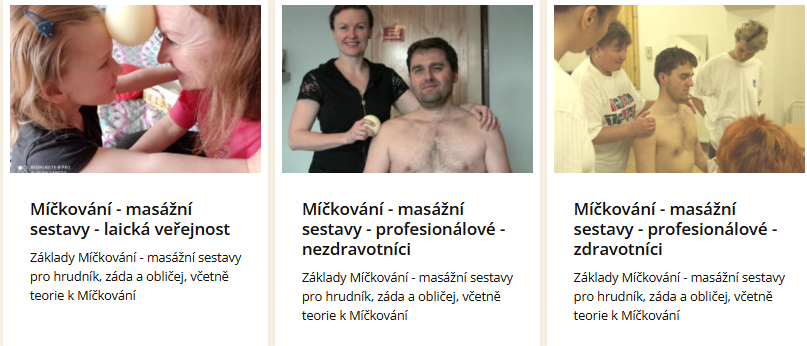 Míčkování - masážní
sestavy - laická veřejnost
Základy Míčkování - masážní sestavy
pro hrudník, záda a obličej, včetně
teorie k Míčkování
Míčkování - masážní
sestavy - profesionálové -
nezdravotníci
Základy Míčkování - masážní sestavy
pro hrudník, záda a obličej, včetně
teorie k Míčkování
Míčkování - masážní
sestavy - profesionálové -
zdravotníci
Základy Míčkování - masážní sestavy
pro hrudník, záda a obličej, včetně
teorie k Míčkování